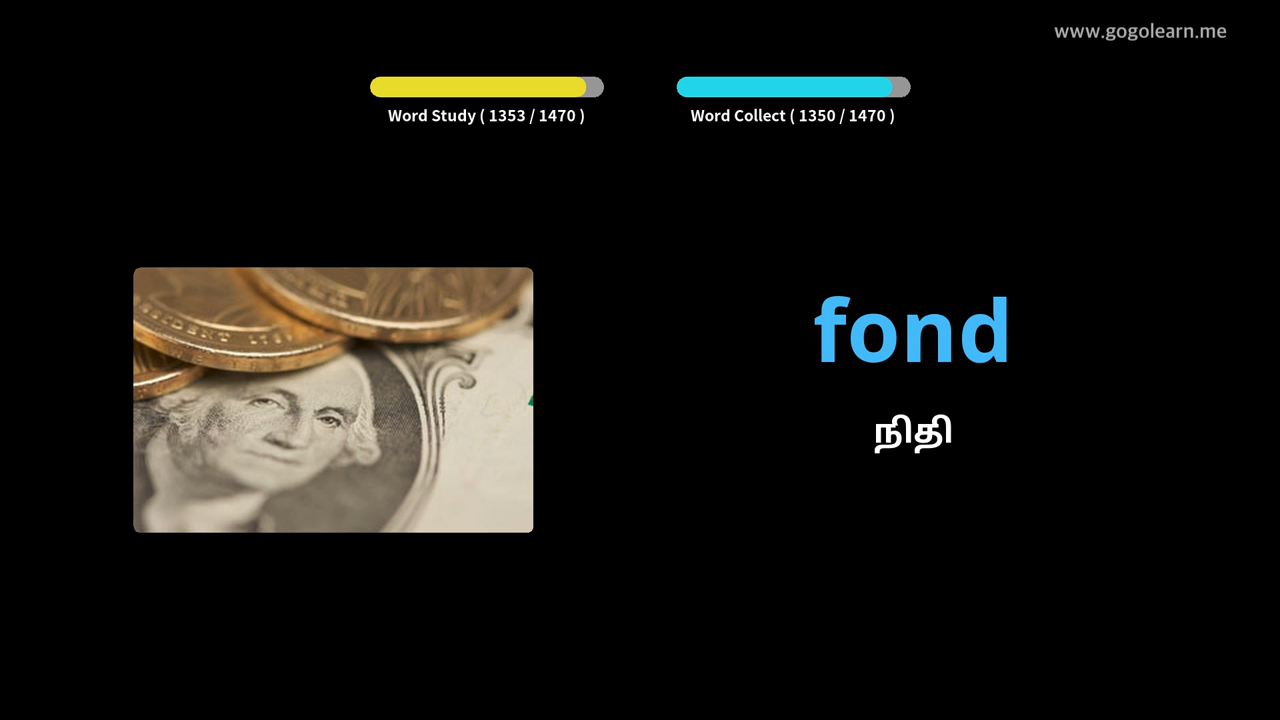 www.gogolearn.me
Word Study ( 1353 / 1470 )
Word Collect ( 1350 / 1470 )
fond
நிதி